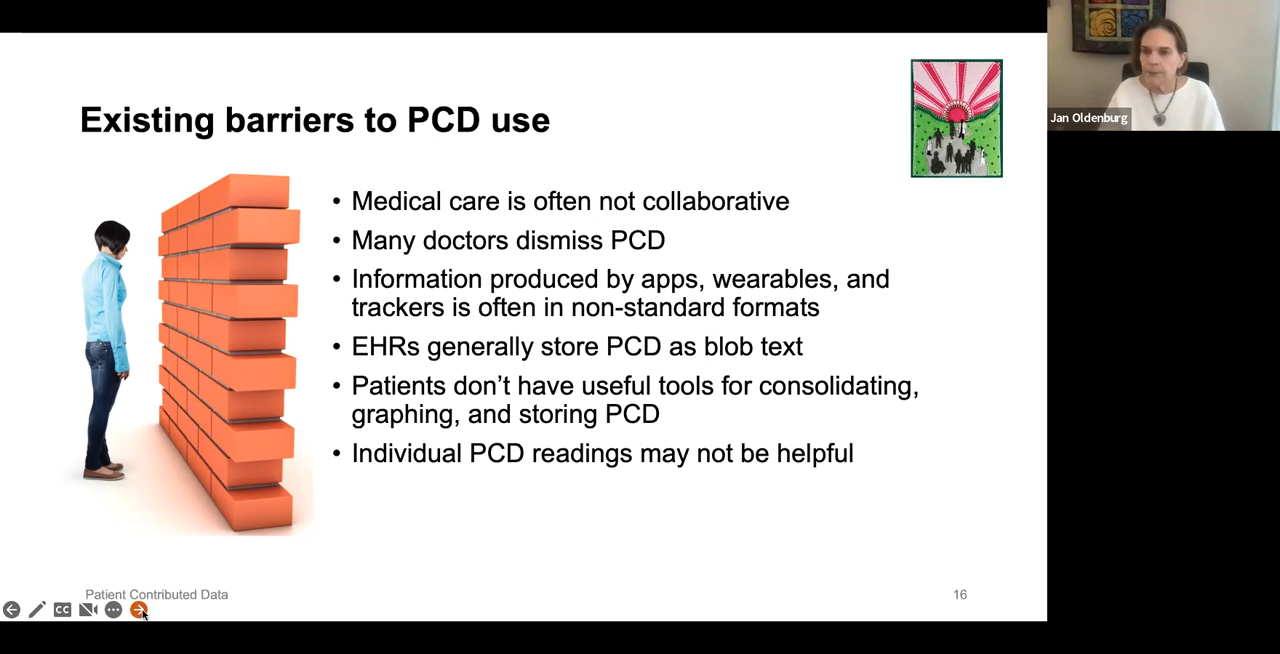 Existing barriers to PCD use
• Medical care is often not collaborative
• Many doctors dismiss PCD
• Information produced by apps, wearables, and
trackers is often in non-standard formats
• EHRs generally store PCD as blob text
• Patients don’t have useful tools for consolidating,
graphing, and storing PCD
• Individual PCD readings may not be helpful
Patient Contributed Data
16
CC
Jan Oldenburg